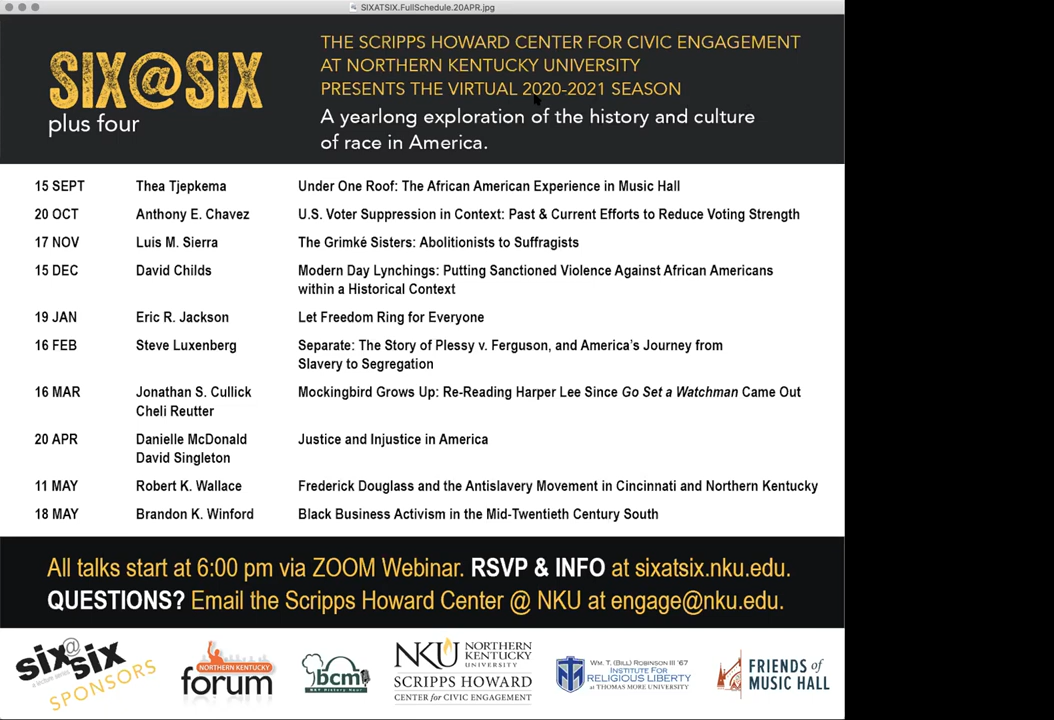 SIXATSIX.FullSchedule.20APR.jpg
SIX@SIX
plus four
THE SCRIPPS HOWARD CENTER FOR CIVIC ENGAGEMENT
AT NORTHERN KENTUCKY UNIVERSITY
PRESENTS THE VIRTUAL 2020-2021 SEASON
A yearlong exploration of the history and culture
of race in America.
15 SEPT Thea Tjepkema Under One Roof: The African American Experience in Music Hall
20 OCT Anthony E. Chavez U.S. Voter Suppression in Context: Past & Current Efforts to Reduce Voting Strength
17 NOV Luis M. Sierra The Grimké Sisters: Abolitionists to Suffragists
15 DEC David Childs Modern Day Lynchings: Putting Sanctioned Violence Against African Americans
within a Historical Context
19 JAN Eric R. Jackson Let Freedom Ring for Everyone
16 FEB Steve Luxenberg Separate: The Story of Plessy v. Ferguson, and America's Journey from
Slavery to Segregation
16 MAR Jonathan S. Cullick Mockingbird Grows Up: Re-Reading Harper Lee Since Go Set a Watchman Came Out
Cheli Reutter
20 APR Danielle McDonald Justice and Injustice in America
David Singleton
11 MAY Robert K. Wallace Frederick Douglass and the Antislavery Movement in Cincinnati and Northern Kentucky
18 MAY Brandon K. Winford Black Business Activism in the Mid-Twentieth Century South
All talks start at 6:00 pm via ZOOM Webinar. RSVP & INFO at sixatsix.nku.edu.
QUESTIONS? Email the Scripps Howard Center @ NKU at engage@nku.edu.
six@six
a lecture series
SPONSORS
NORTHERN KENTUCKY
forum
bcm
NKY History Hour
NKU NORTHERN
KENTUCKY
UNIVERSITY
SCRIPPS HOWARD
CENTER for CIVIC ENGAGEMENT
WM. T. (BILL) ROBINSON III '67
INSTITUTE FOR
RELIGIOUS LIBERTY
at THOMAS MORE UNIVERSITY
FRIENDS of
MUSIC HALL